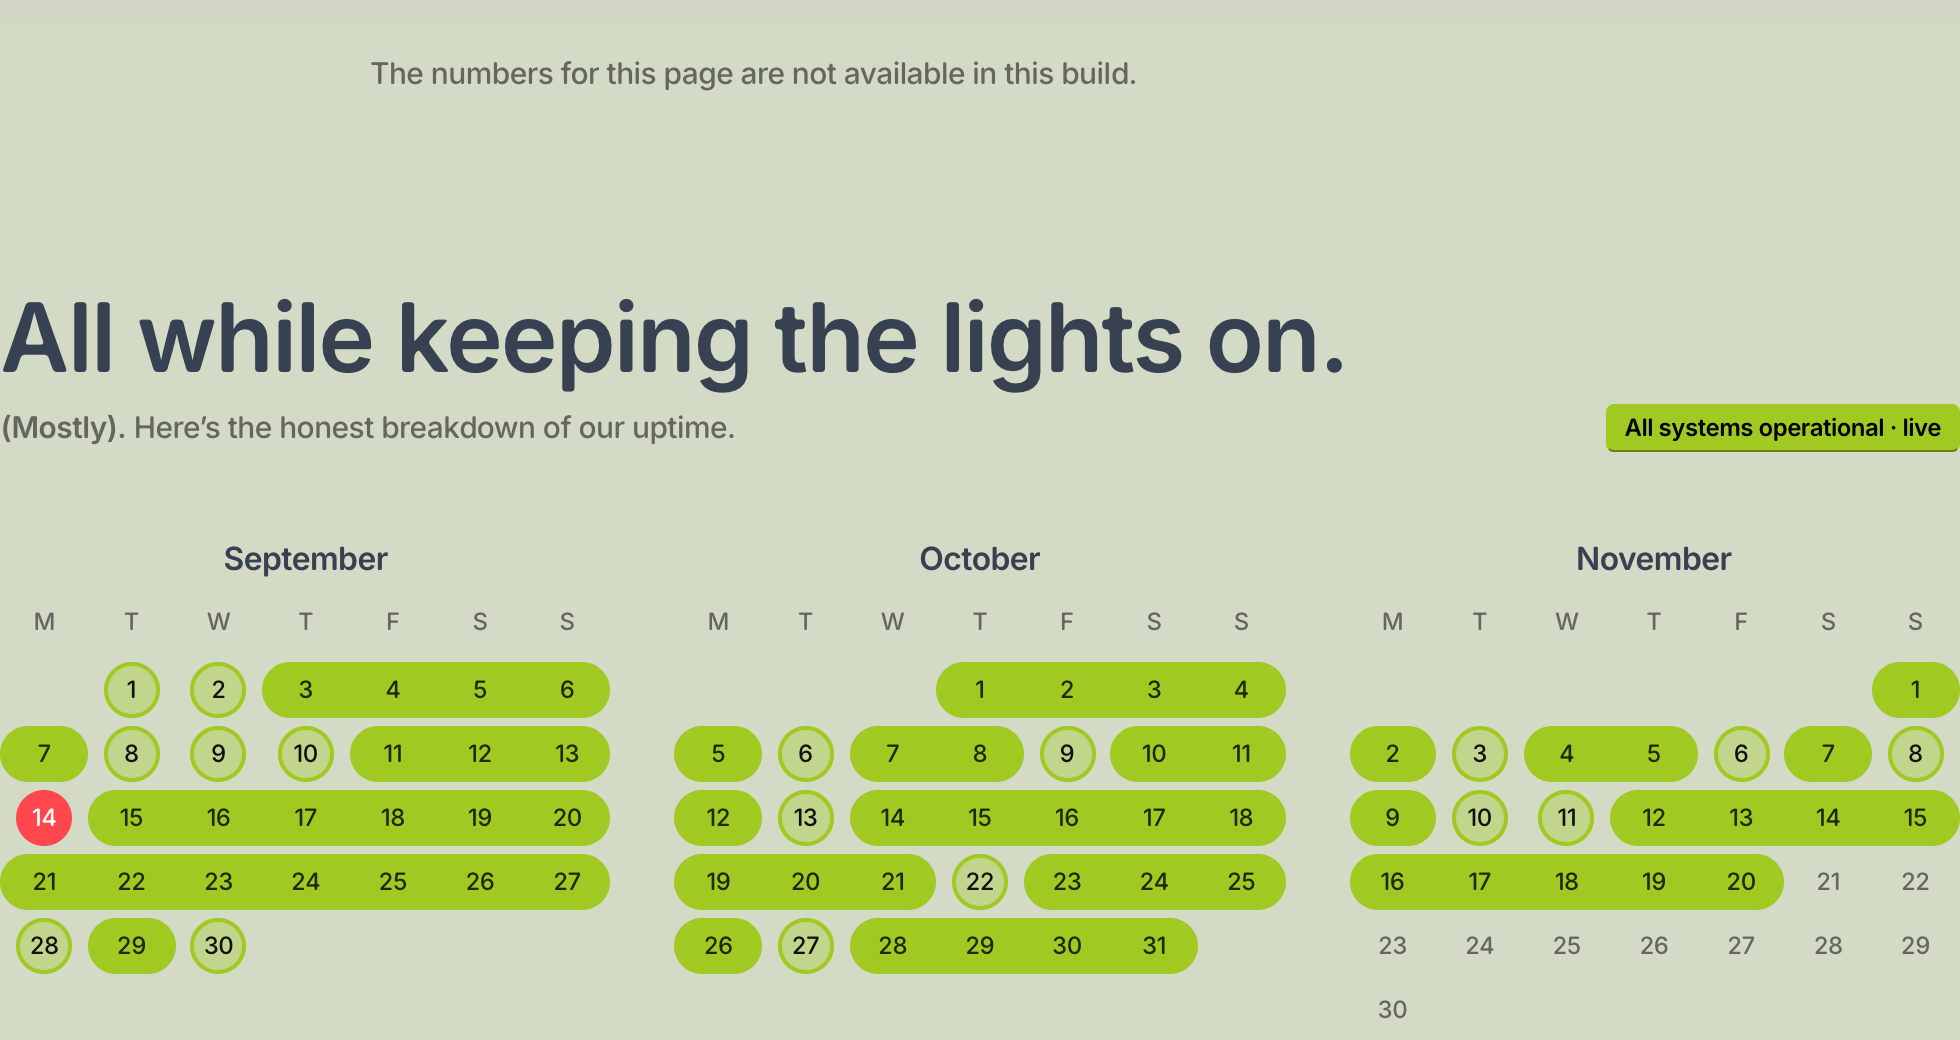 The numbers for this page are not available in this build.
All while keeping the lights on.
(Mostly). Here’s the honest breakdown of our uptime.
All systems operational · live
September
M T W T F S S
1 2 3 4 5 6
7 8 9 10 11 12 13
14 15 16 17 18 19 20
21 22 23 24 25 26 27
28 29 30
October
M T W T F S S
1 2 3 4
5 6 7 8 9 10 11
12 13 14 15 16 17 18
19 20 21 22 23 24 25
26 27 28 29 30 31
November
M T W T F S S
1
2 3 4 5 6 7 8
9 10 11 12 13 14 15
16 17 18 19 20 21 22
23 24 25 26 27 28 29
30